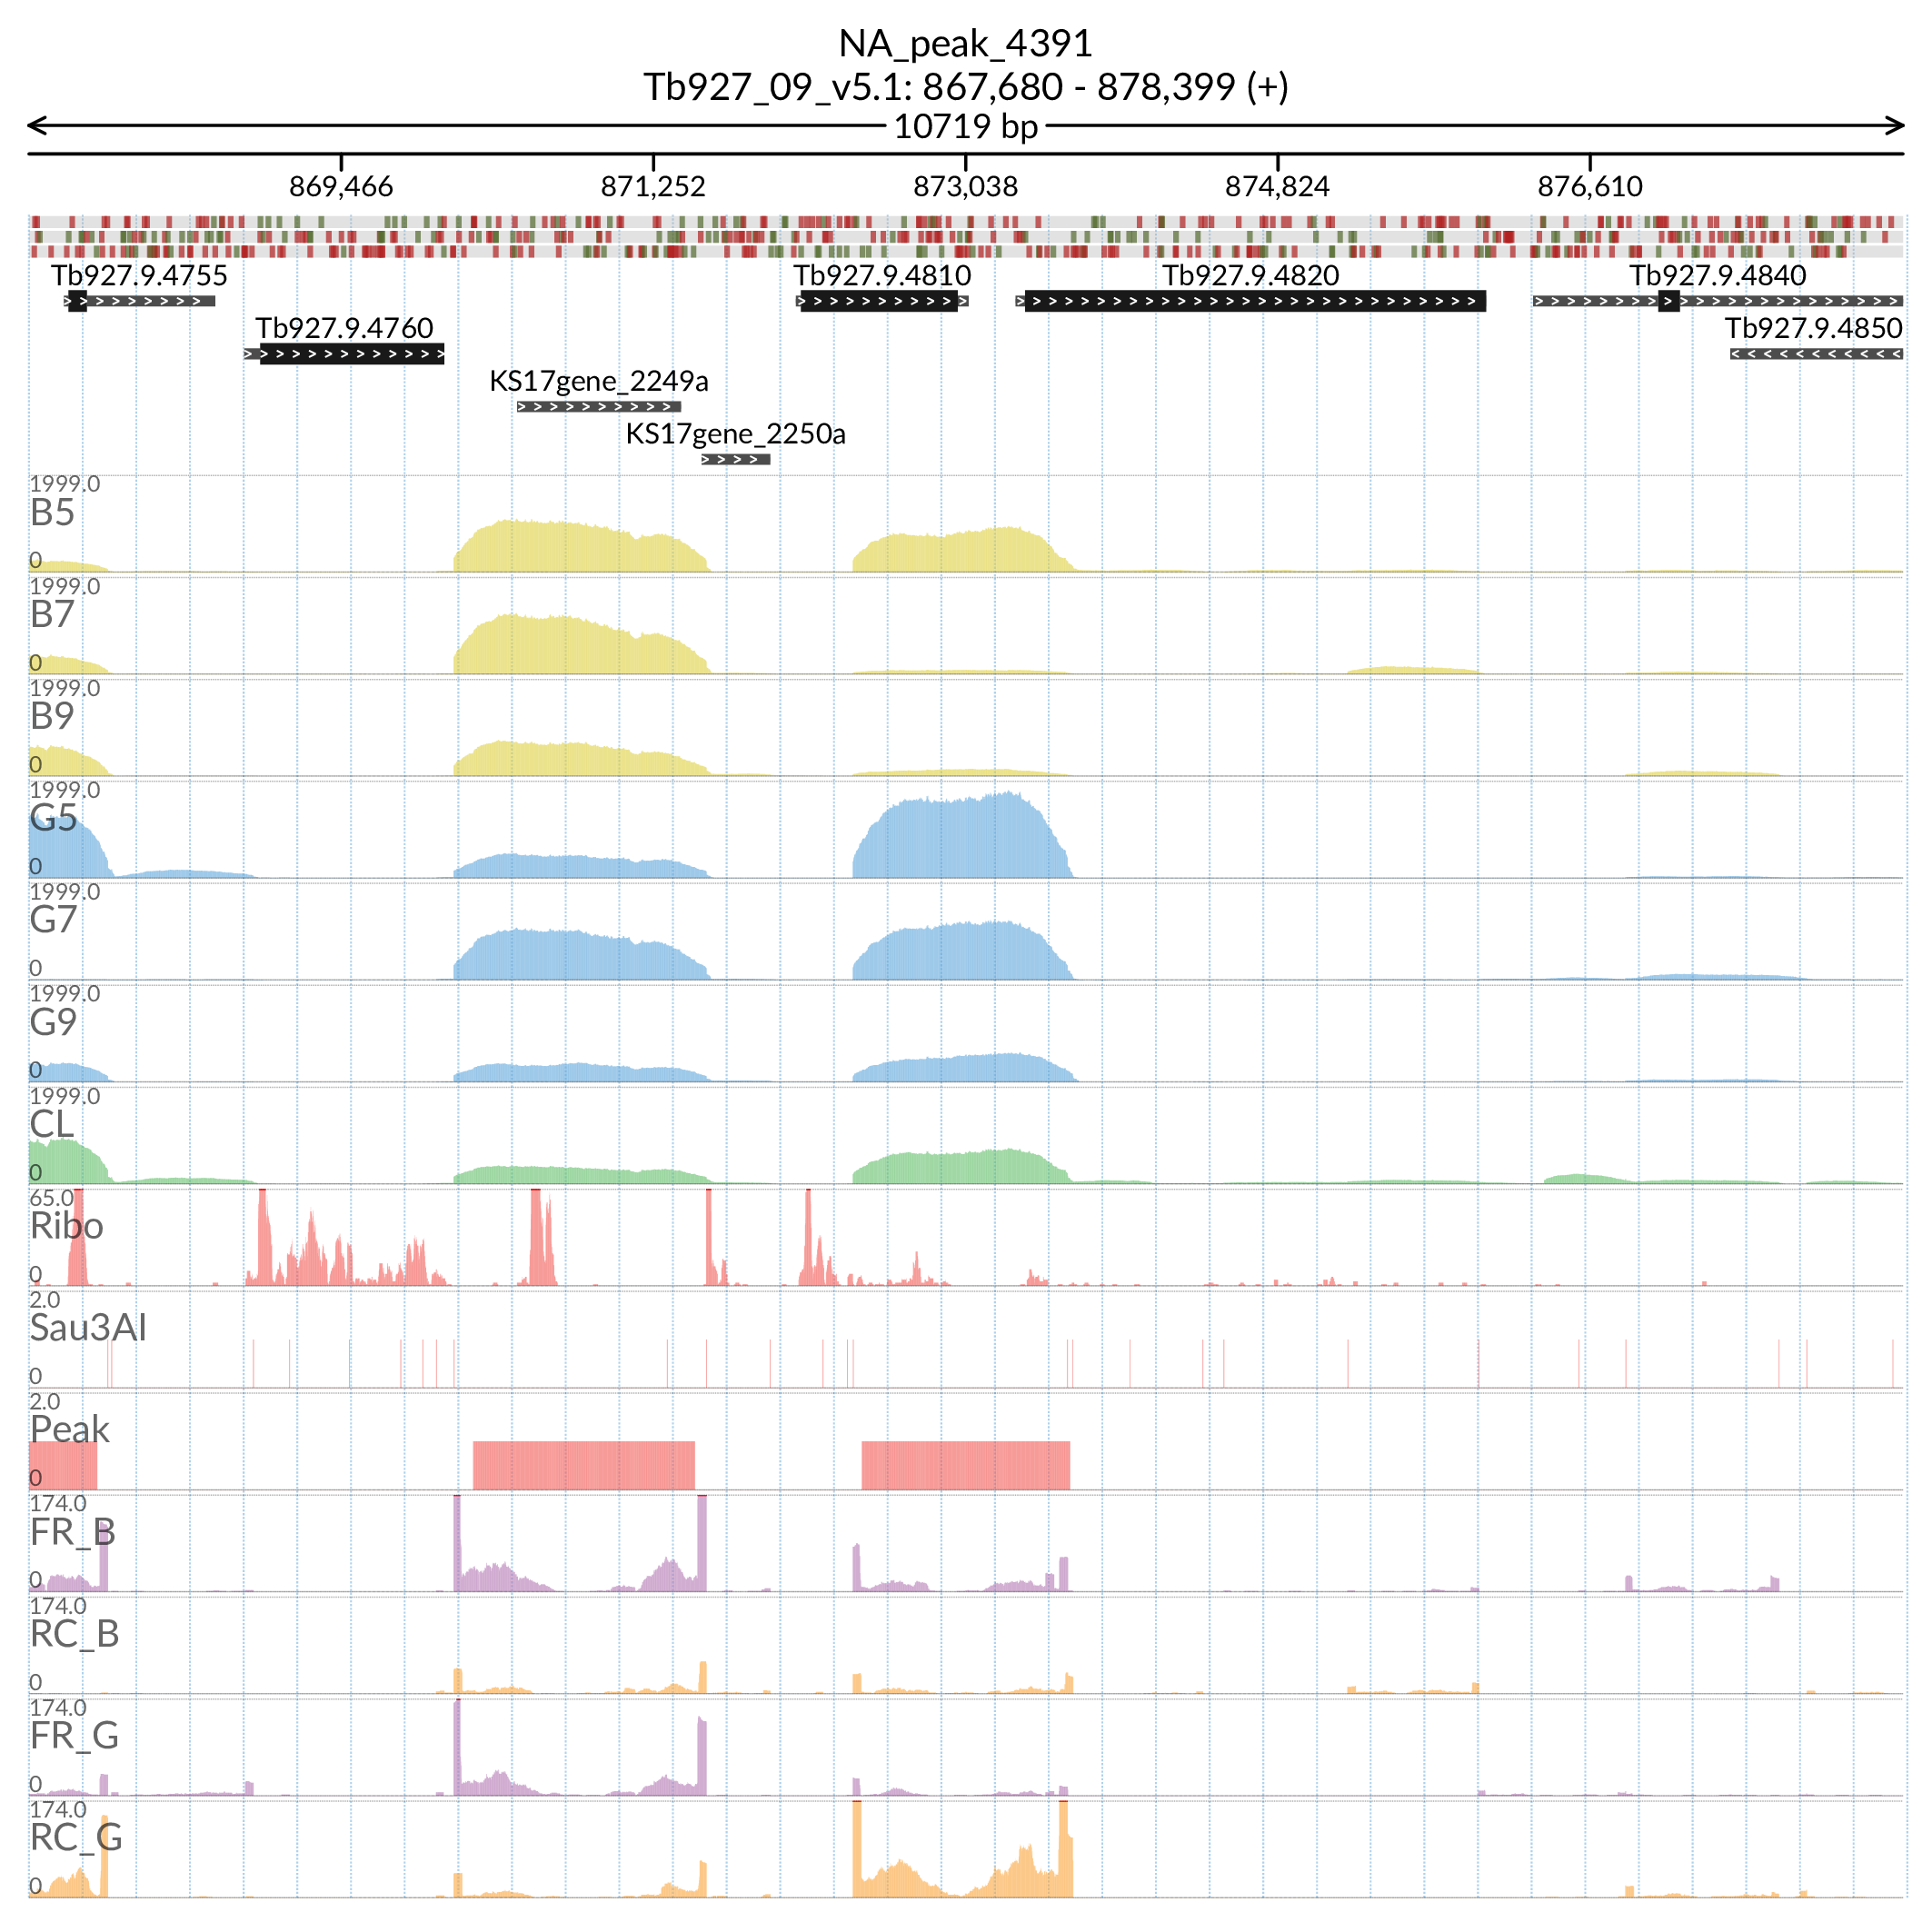 NA_peak_4391
Tb927_09_v5.1: 867,680 - 878,399 (+)
10719 bp
869,466 871,252 873,038 874,824 876,610
Tb927.9.4755 Tb927.9.4810 Tb927.9.4820 Tb927.9.4840
Tb927.9.4760 Tb927.9.4850
KS17gene_2249a
KS17gene_2250a
1999.0
B5
0
1999.0
B7
0
1999.0
B9
0
1999.0
G5
0
1999.0
G7
0
1999.0
G9
0
1999.0
CL
0
65.0
Ribo
0
2.0
Sau3AI
0
2.0
Peak
0
174.0
FR_B
0
174.0
RC_B
0
174.0
FR_G
0
174.0
RC_G
0